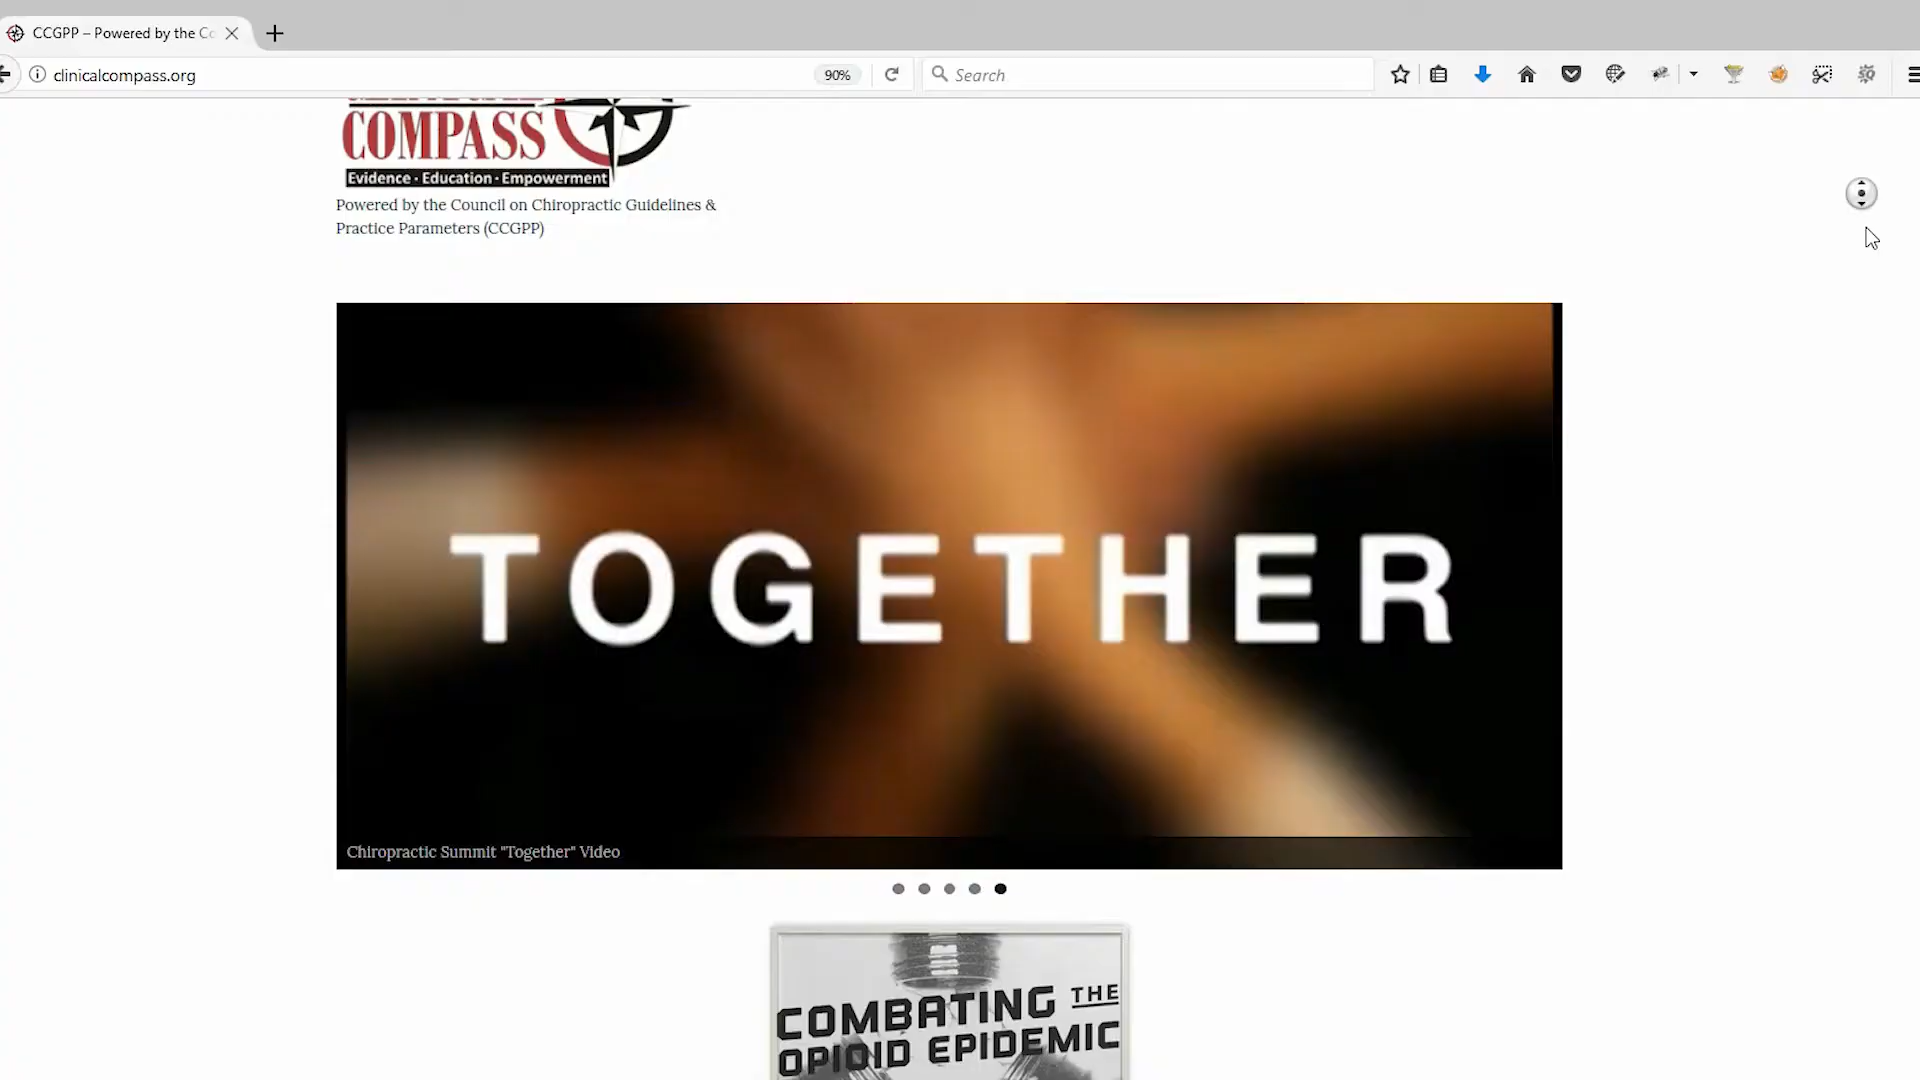 CCGPP – Powered by the Co
clinicalcompass.org
90%
Search
COMPASS
Evidence · Education · Empowerment
Powered by the Council on Chiropractic Guidelines &
Practice Parameters (CCGPP)
TOGETHER
Chiropractic Summit "Together" Video
COMBATING THE
OPIOID EPIDEMIC